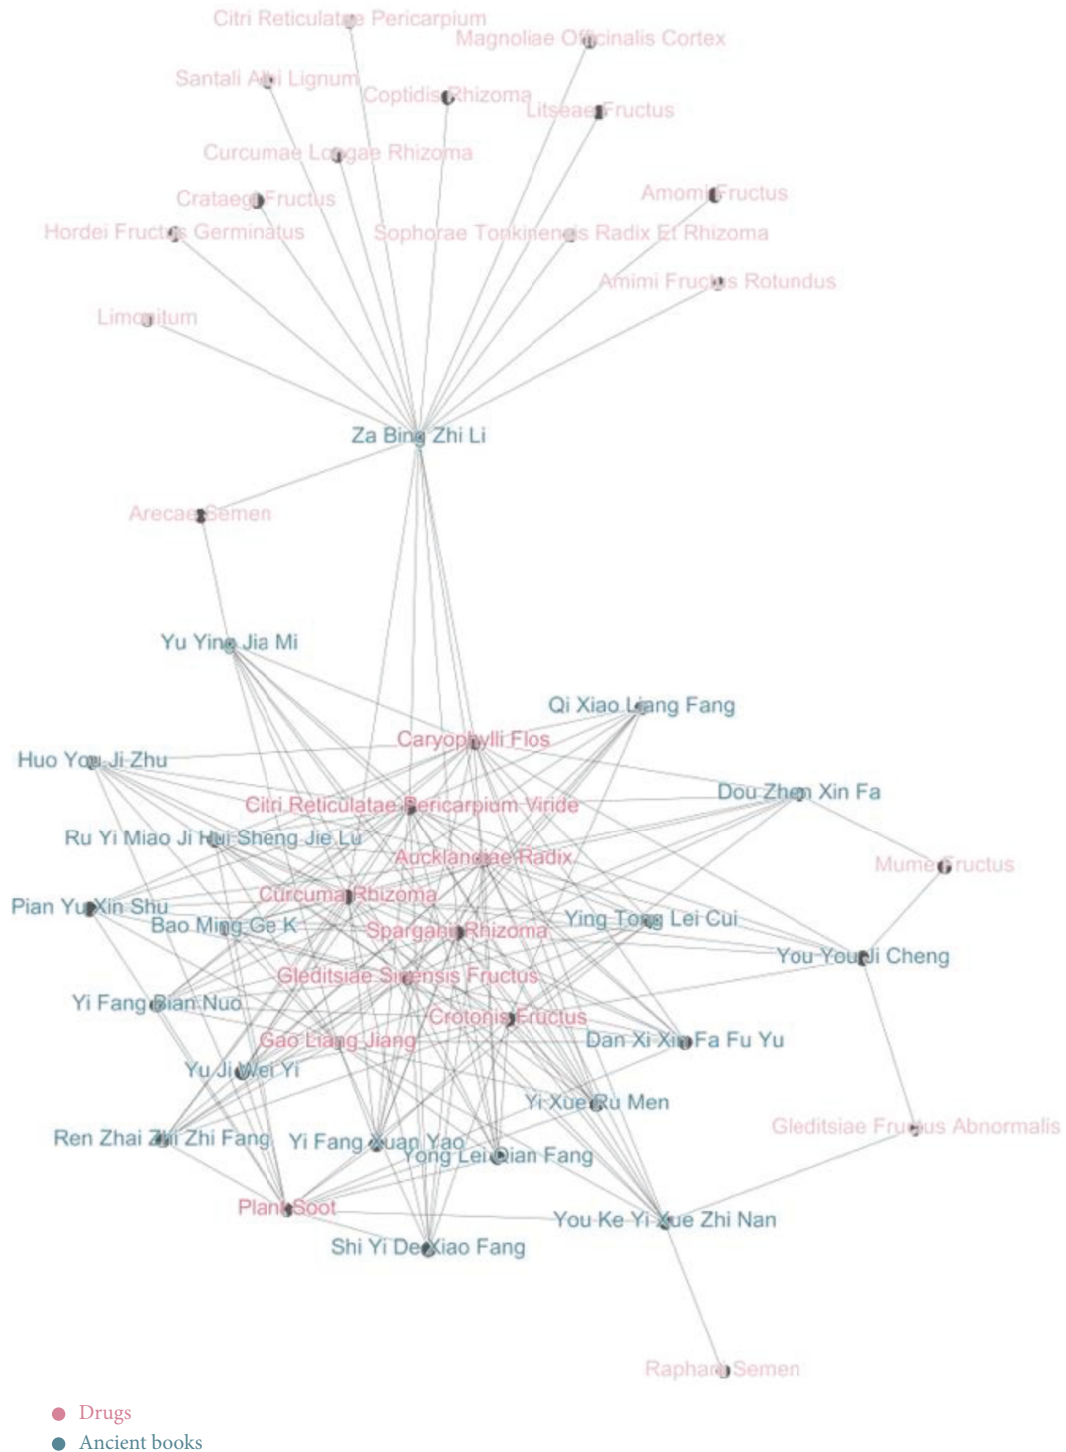 Citri Reticulatae Pericarpium
Magnoliae Officinalis Cortex
Santali Albi Lignum
Coptidis Rhizoma
Litseae Fructus
Curcumae Longae Rhizoma
Crataegi Fructus
Amomi Fructus
Hordei Fructus Germinatus
Sophorae Tonkinensis Radix Et Rhizoma
Amimi Fructus Rotundus
Limonitum
Za Bing Zhi Li
Arecae Semen
Yu Ying Jia Mi
Qi Xiao Liang Fang
Caryophylli Flos
Huo You Ji Zhu
Dou Zhen Xin Fa
Citri Reticulatae Pericarpium Viride
Ru Yi Miao Ji Hui Sheng Jie Lu
Aucklandiae Radix
Mume Fructus
Curcuma Rhizoma
Pian Yu Xin Shu
Ying Tong Lei Cui
Bao Ming Ge K
Sparganii Rhizoma
You You Ji Cheng
Gleditsiae Sinensis Fructus
Yi Fang Bian Nuo
Crotonis Fructus
Gao Liang Jiang
Dan Xi Xin Fa Fu Yu
Yu Ji Wei Yi
Yi Xue Ru Men
Gleditsiae Fructus Abnormalis
Ren Zhai Zhi Zhi Fang
Yi Fang Xuan Yao
Yong Lei Qian Fang
Plant Soot
You Ke Yi Xue Zhi Nan
Shi Yi De Xiao Fang
Raphani Semen
Drugs
Ancient books